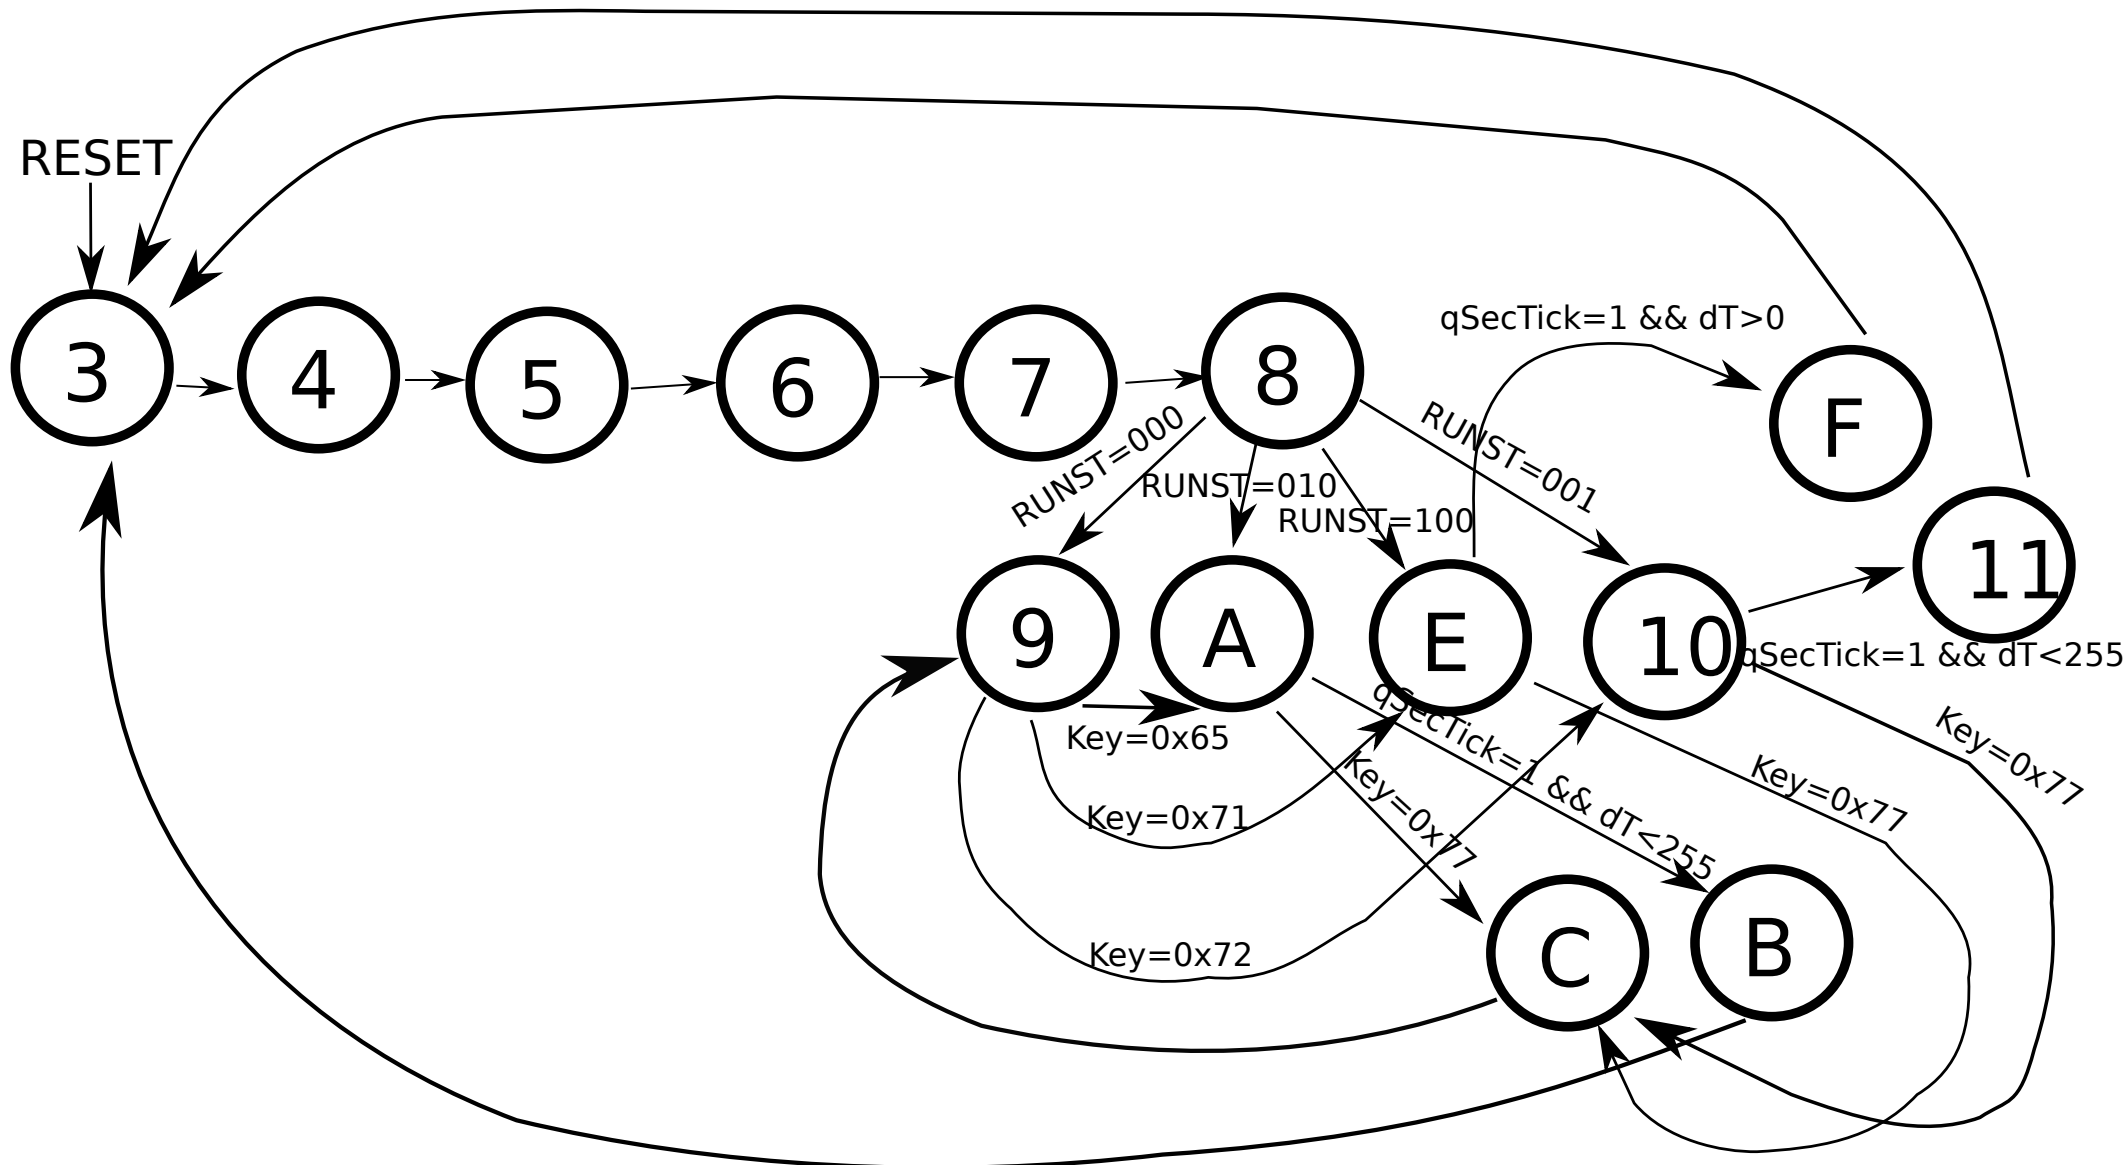 RESET
qSecTick=1 && dT>0
3
4
5
6
7
8
F
RUNST=000
RUNST=010
RUNST=100
RUNST=001
11
9
A
E
10
qSecTick=1 && dT<255
Key=0x65
qSecTick=1 && dT<255
Key=0x77
Key=0x77
Key=0x71
Key=0x77
Key=0x72
C
B